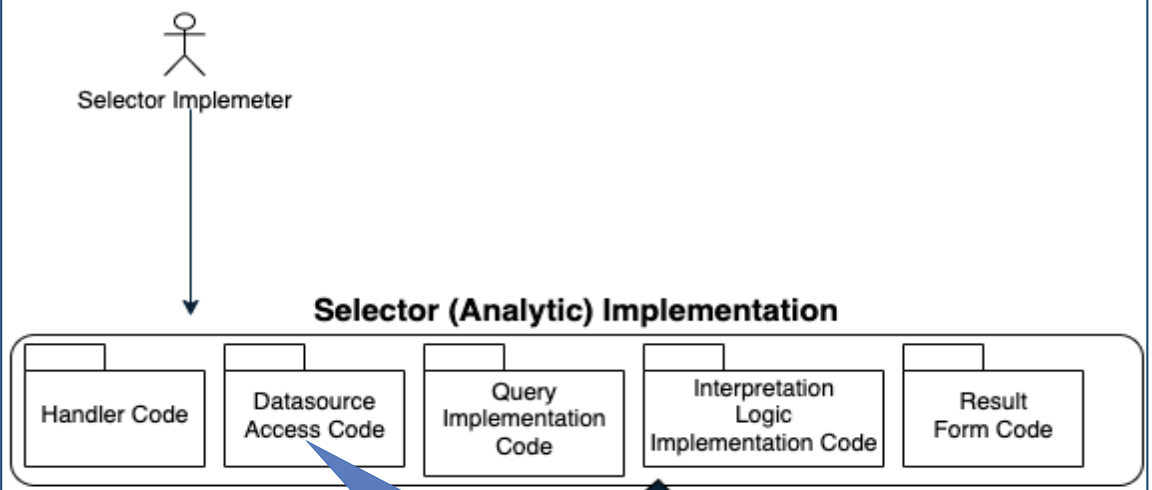 Selector Implemeter
Selector (Analytic) Implementation
Handler Code
Datasource
Access Code
Query
Implementation
Code
Interpretation
Logic
Implementation Code
Result
Form Code